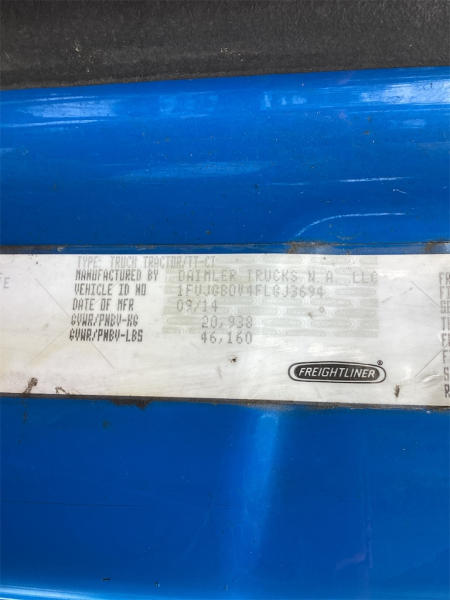 TYPE: TRUCK TRACTOR/TT-CT
MANUFACTURED BY DAIMLER TRUCKS N.A. LLC
VEHICLE ID NO 1FUJGBDV4FLGJ3694
DATE OF MFR 09/14
GVWR/PNBV-KG 20,938
GVWR/PNBV-LBS 46,160
FREIGHTLINER